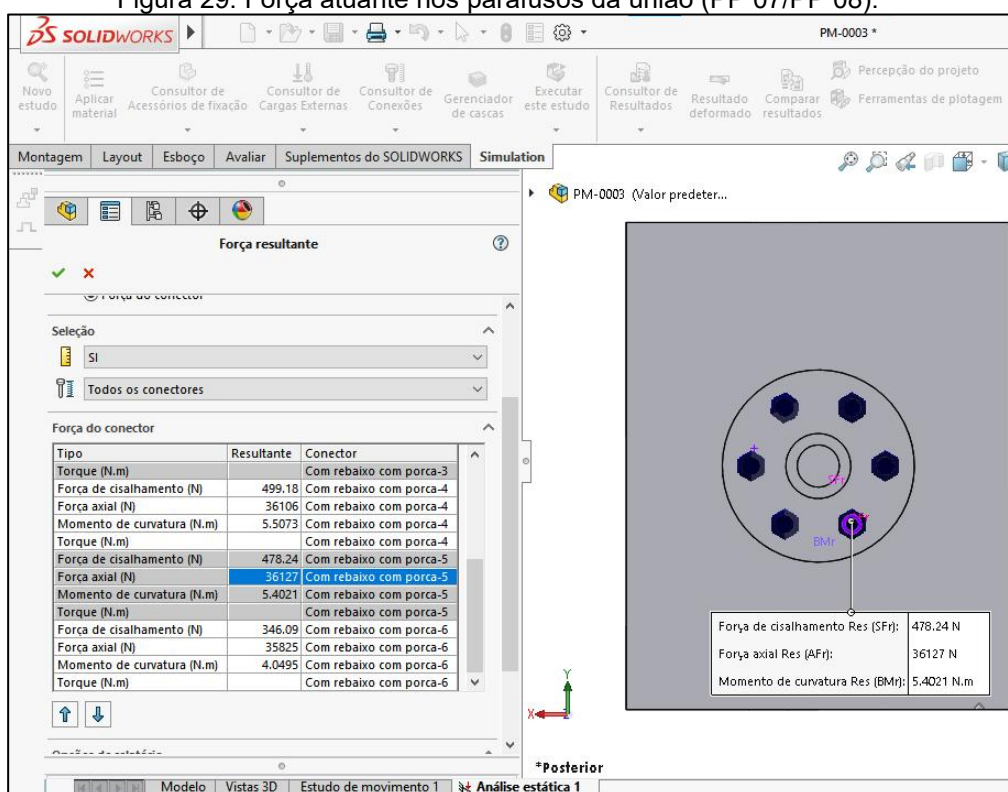 Figura 29: Força atuante nos parafusos da união (PP-07/PP-08).
SOLIDWORKS
PM-0003 *
Novo estudo
Aplicar material
Consultor de Acessórios de fixação
Consultor de Cargas Externas
Consultor de Conexões
Gerenciador de cascas
Executar este estudo
Consultor de Resultados
Resultado deformado
Comparar resultados
Percepção do projeto
Ferramentas de plotagem
Montagem Layout Esboço Avaliar Suplementos do SOLIDWORKS Simulation
PM-0003 (Valor predeter...
Força resultante
Força do conector
Seleção
SI
Todos os conectores
Força do conector
Tipo Resultante Conector
Torque (N.m) Com rebaixo com porca-3
Força de cisalhamento (N) 499.18 Com rebaixo com porca-4
Força axial (N) 36106 Com rebaixo com porca-4
Momento de curvatura (N.m) 5.5073 Com rebaixo com porca-4
Torque (N.m) Com rebaixo com porca-4
Força de cisalhamento (N) 478.24 Com rebaixo com porca-5
Força axial (N) 36127 Com rebaixo com porca-5
Momento de curvatura (N.m) 5.4021 Com rebaixo com porca-5
Torque (N.m) Com rebaixo com porca-5
Força de cisalhamento (N) 346.09 Com rebaixo com porca-6
Força axial (N) 35825 Com rebaixo com porca-6
Momento de curvatura (N.m) 4.0495 Com rebaixo com porca-6
Torque (N.m) Com rebaixo com porca-6
SFr
BMr
Força de cisalhamento Res (SFr): 478.24 N
Força axial Res (AFr): 36127 N
Momento de curvatura Res (BMr): 5.4021 N.m
Y
X
Opções de relatório
*Posterior
Modelo Vistas 3D Estudo de movimento 1 Análise estática 1